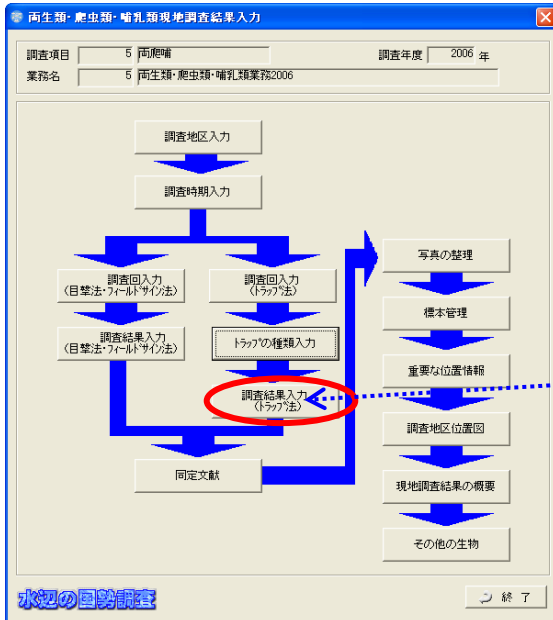 両生類・爬虫類・哺乳類現地調査結果入力
調査項目 5 両爬哺 調査年度 2006 年
業務名 5 両生類・爬虫類・哺乳類業務2006
調査地区入力
調査時期入力
調査回入力
(目撃法・フィールドサイン法)
調査回入力
(トラップ法)
調査結果入力
(目撃法・フィールドサイン法)
トラップの種類入力
調査結果入力
(トラップ法)
同定文献
写真の整理
標本管理
重要な位置情報
調査地区位置図
現地調査結果の概要
その他の生物
水辺の国勢調査
終 了